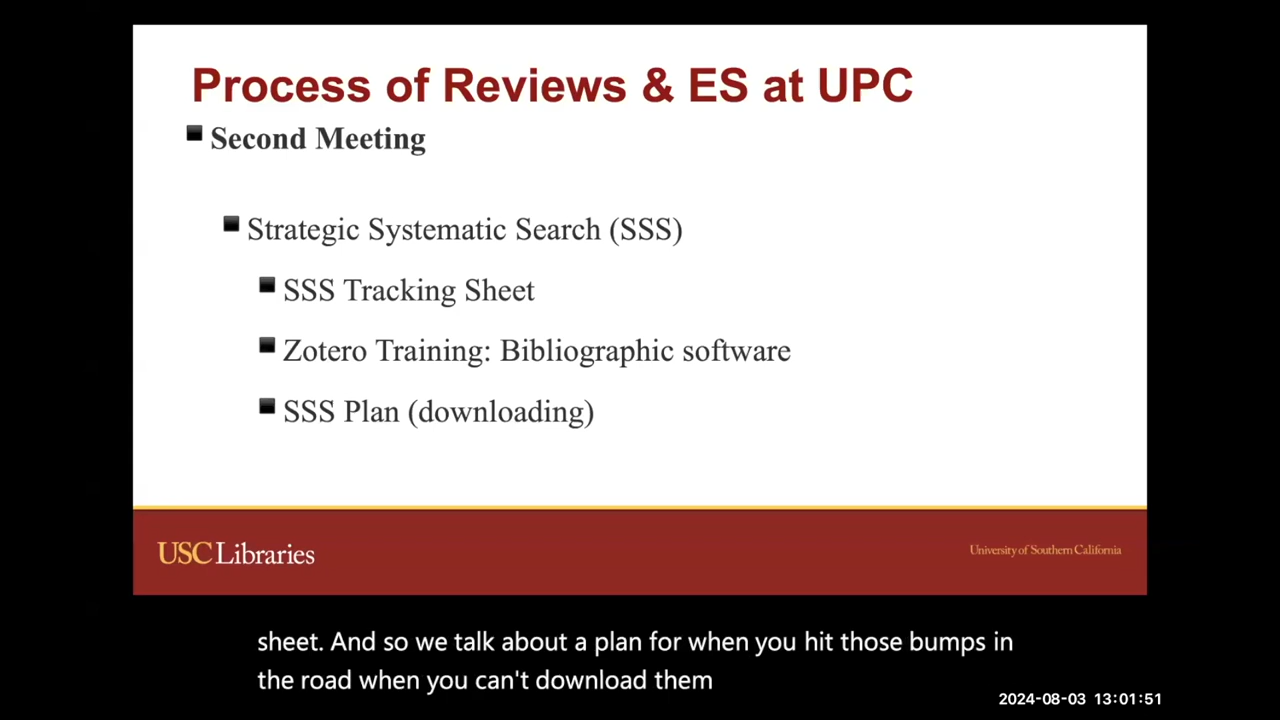 Process of Reviews & ES at UPC
Second Meeting
Strategic Systematic Search (SSS)
SSS Tracking Sheet
Zotero Training: Bibliographic software
SSS Plan (downloading)
USC Libraries
University of Southern California
sheet. And so we talk about a plan for when you hit those bumps in
the road when you can't download them
2024-08-03 13:01:51